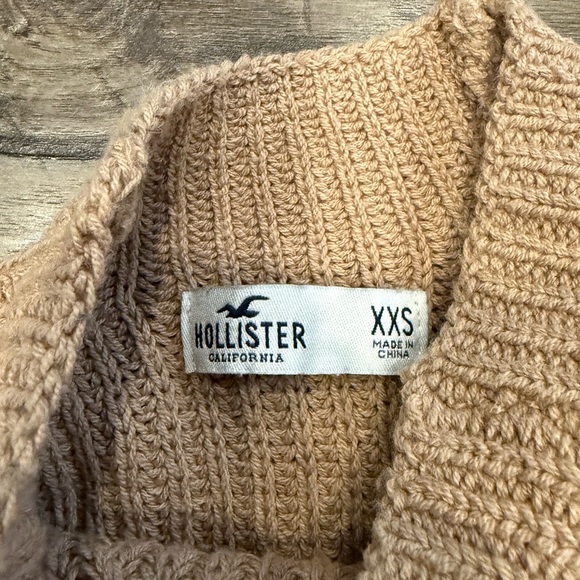 HOLLISTER
CALIFORNIA
XXS
MADE IN
CHINA